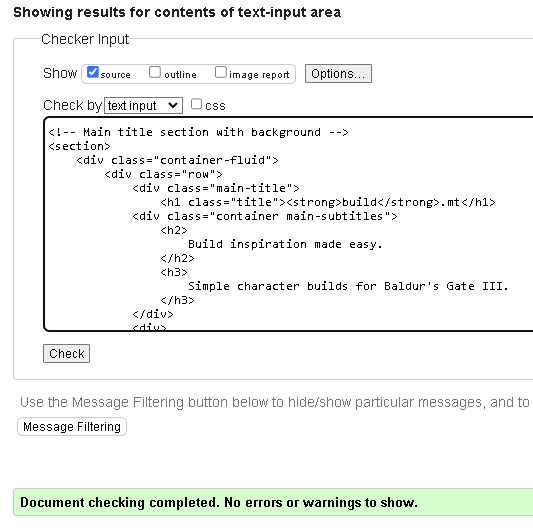 Showing results for contents of text-input area
Checker Input
Show source outline image report Options...
Check by text input css
<!-- Main title section with background -->
<section>
<div class="container-fluid">
<div class="row">
<div class="main-title">
<h1 class="title"><strong>build</strong>.mt</h1>
<div class="container main-subtitles">
<h2>
Build inspiration made easy.
</h2>
<h3>
Simple character builds for Baldur's Gate III.
</h3>
</div>
<div>
Check
Use the Message Filtering button below to hide/show particular messages, and to
Message Filtering
Document checking completed. No errors or warnings to show.